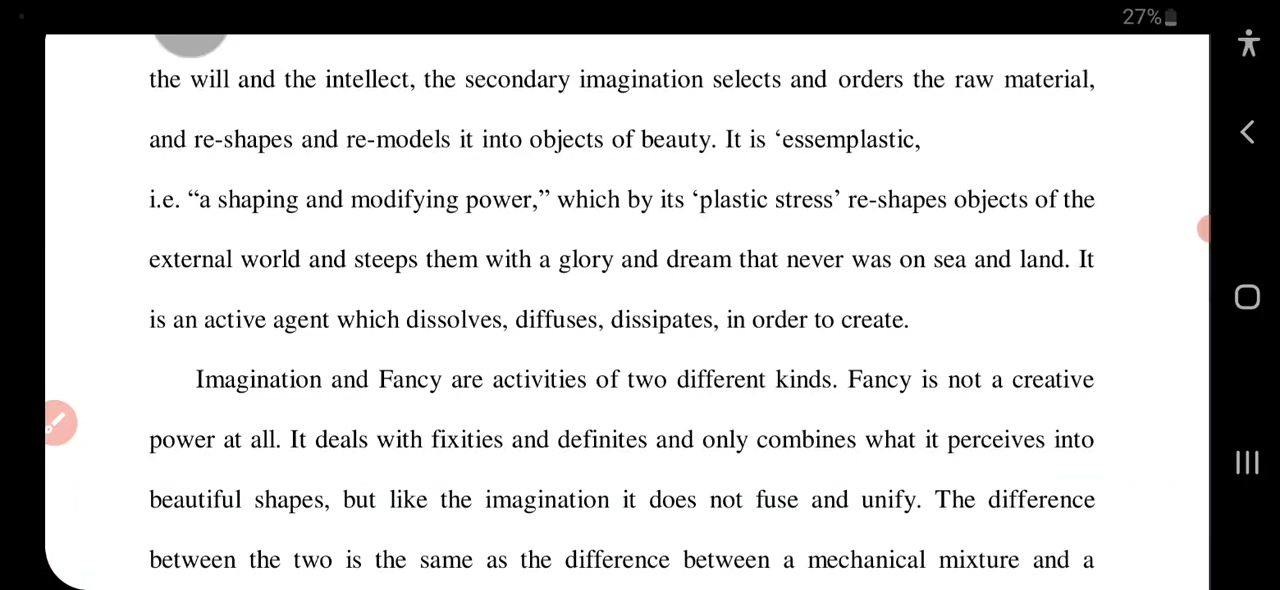 27%
the will and the intellect, the secondary imagination selects and orders the raw material,
and re-shapes and re-models it into objects of beauty. It is ‘essemplastic,
i.e. “a shaping and modifying power,” which by its ‘plastic stress’ re-shapes objects of the
external world and steeps them with a glory and dream that never was on sea and land. It
is an active agent which dissolves, diffuses, dissipates, in order to create.
Imagination and Fancy are activities of two different kinds. Fancy is not a creative
power at all. It deals with fixities and definites and only combines what it perceives into
beautiful shapes, but like the imagination it does not fuse and unify. The difference
between the two is the same as the difference between a mechanical mixture and a